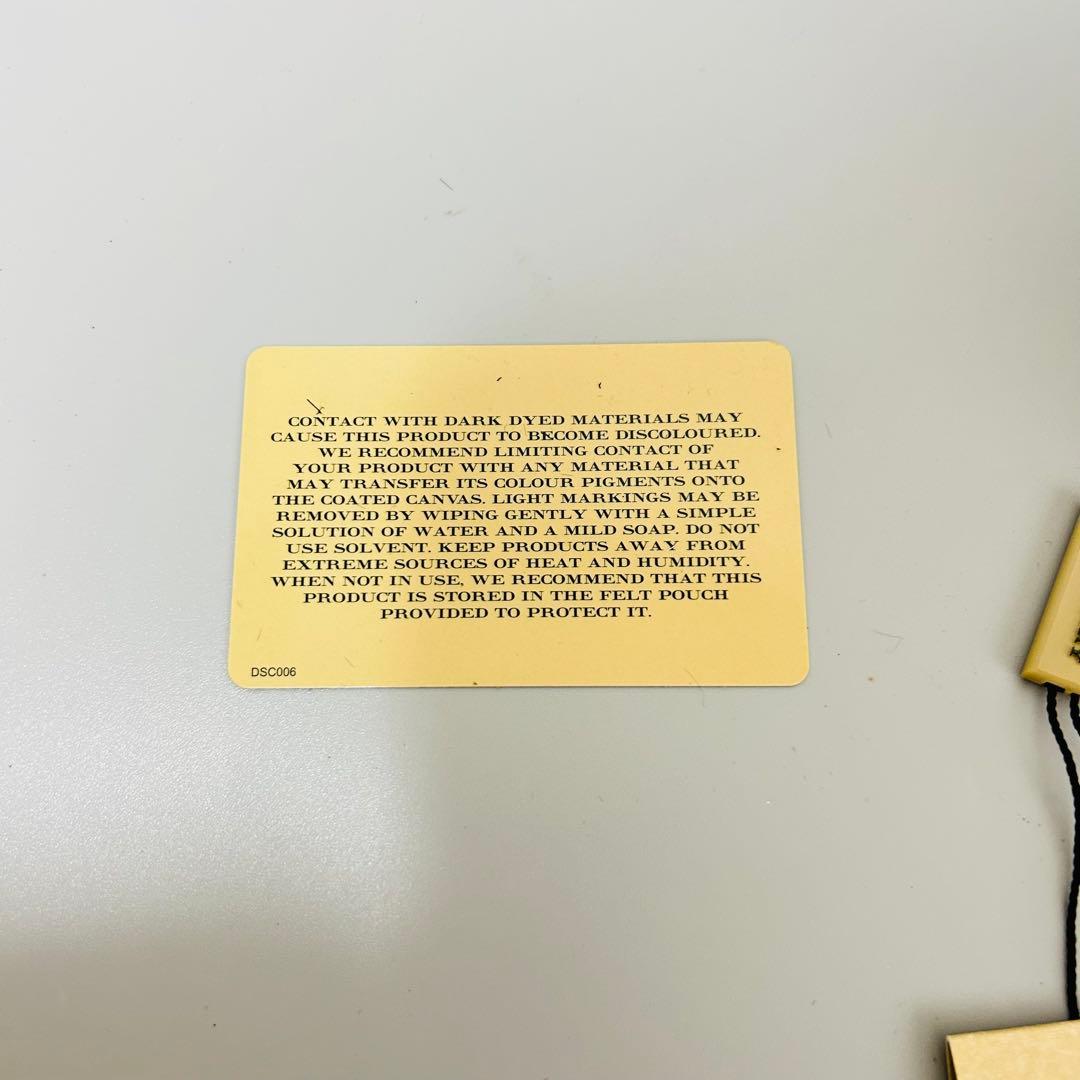 CONTACT WITH DARK DYED MATERIALS MAY
CAUSE THIS PRODUCT TO BECOME DISCOLOURED.
WE RECOMMEND LIMITING CONTACT OF
YOUR PRODUCT WITH ANY MATERIAL THAT
MAY TRANSFER ITS COLOUR PIGMENTS ONTO
THE COATED CANVAS. LIGHT MARKINGS MAY BE
REMOVED BY WIPING GENTLY WITH A SIMPLE
SOLUTION OF WATER AND A MILD SOAP. DO NOT
USE SOLVENT. KEEP PRODUCTS AWAY FROM
EXTREME SOURCES OF HEAT AND HUMIDITY.
WHEN NOT IN USE, WE RECOMMEND THAT THIS
PRODUCT IS STORED IN THE FELT POUCH
PROVIDED TO PROTECT IT.
DSC006